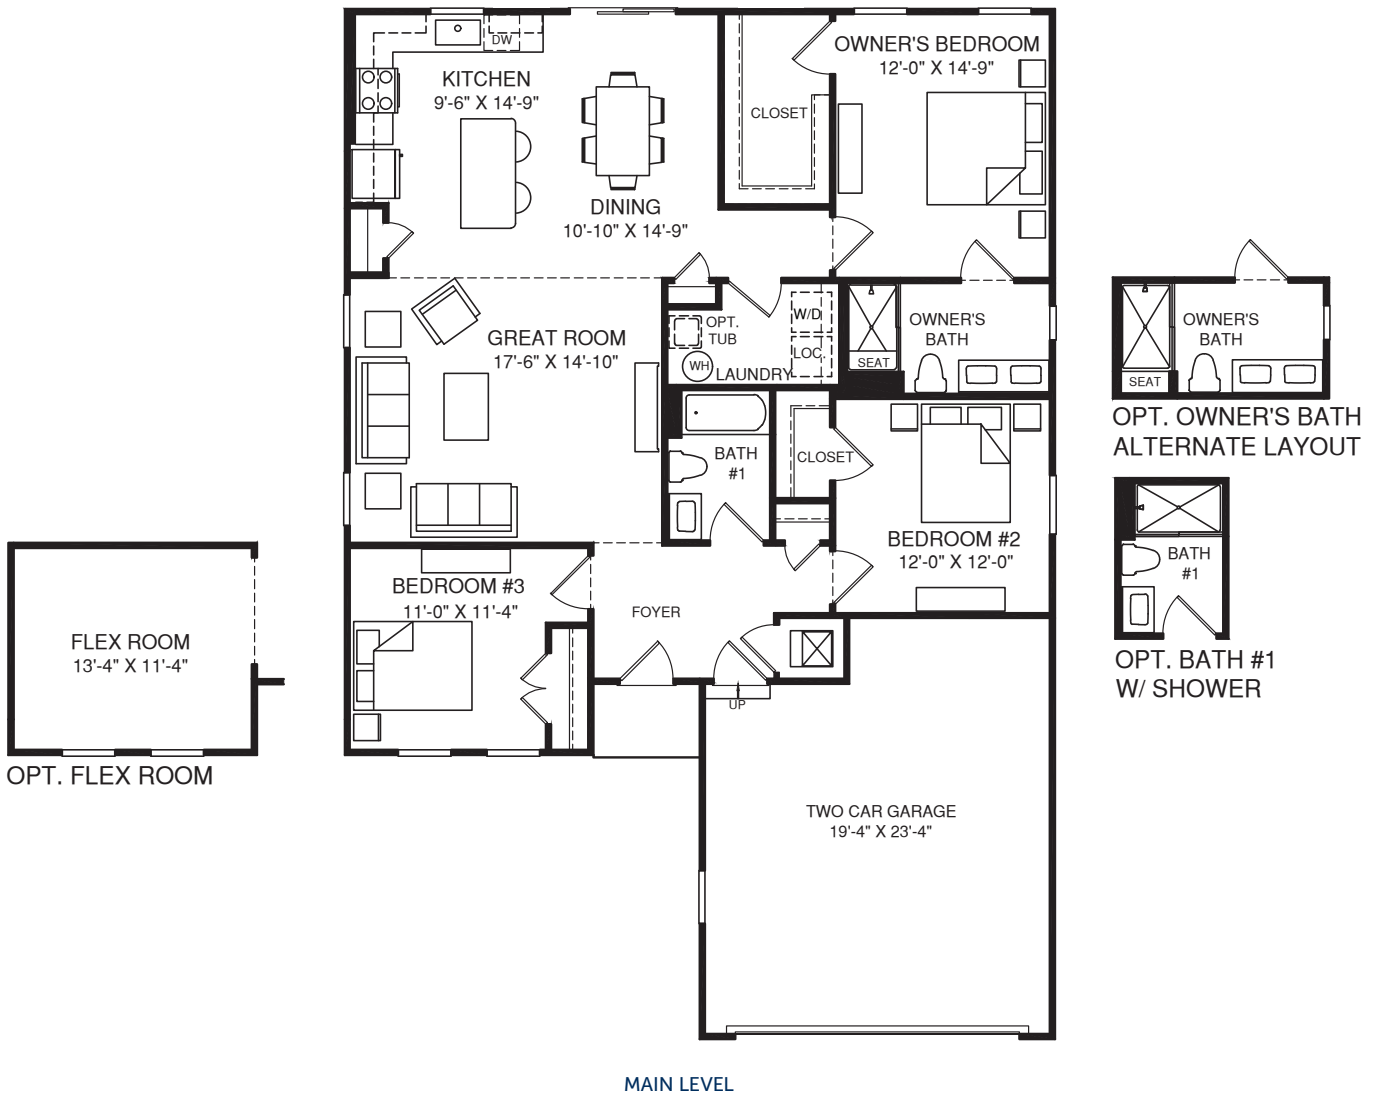 DW
KITCHEN
9'-6" X 14'-9"
DINING
10'-10" X 14'-9"
CLOSET
OWNER'S BEDROOM
12'-0" X 14'-9"
GREAT ROOM
17'-6" X 14'-10"
OPT.
TUB
W/D
LOC.
WH
LAUNDRY
OWNER'S
BATH
SEAT
BATH
#1
CLOSET
BEDROOM #2
12'-0" X 12'-0"
BEDROOM #3
11'-0" X 11'-4"
FOYER
UP
TWO CAR GARAGE
19'-4" X 23'-4"
FLEX ROOM
13'-4" X 11'-4"
OPT. FLEX ROOM
OWNER'S
BATH
SEAT
OPT. OWNER'S BATH
ALTERNATE LAYOUT
BATH
#1
OPT. BATH #1
W/ SHOWER
MAIN LEVEL